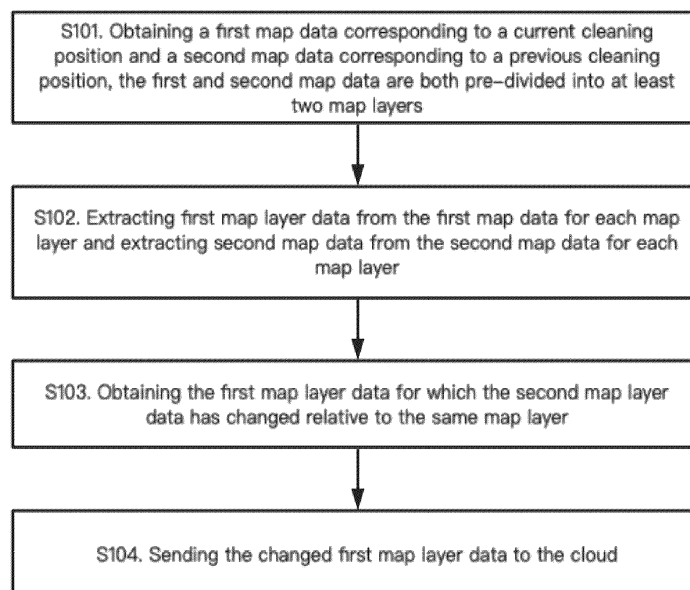 S101. Obtaining a first map data corresponding to a current cleaning
position and a second map data corresponding to a previous cleaning
position, the first and second map data are both pre-divided into at least
two map layers
S102. Extracting first map layer data from the first map data for each map
layer and extracting second map data from the second map data for each
map layer
S103. Obtaining the first map layer data for which the second map layer
data has changed relative to the same map layer
S104. Sending the changed first map layer data to the cloud